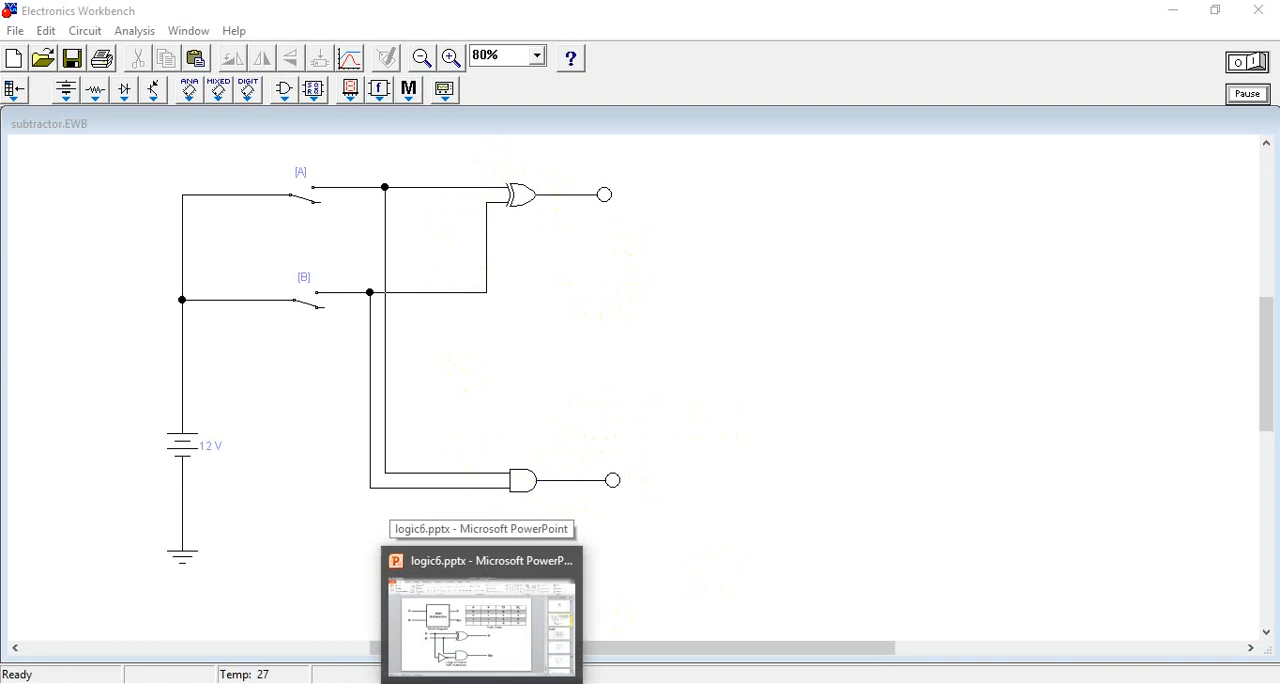 Electronics Workbench
File Edit Circuit Analysis Window Help
80%
?
O I
ANA MIXED DIGIT
f M
Pause
subtractor.EWB
[A]
[B]
12 V
logic6.pptx - Microsoft PowerPoint
P logic6.pptx - Microsoft PowerP...
Ready
Temp: 27